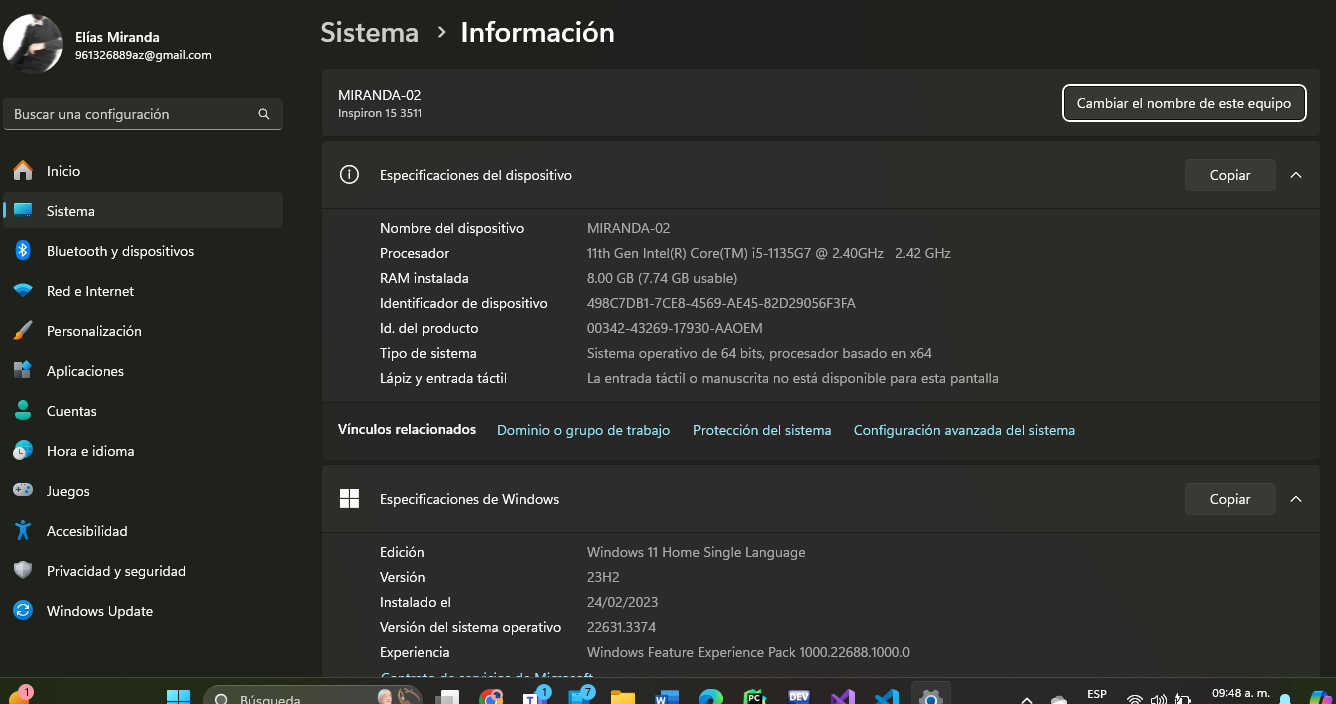 Elías Miranda
961326889az@gmail.com
Buscar una configuración
Inicio
Sistema
Bluetooth y dispositivos
Red e Internet
Personalización
Aplicaciones
Cuentas
Hora e idioma
Juegos
Accesibilidad
Privacidad y seguridad
Windows Update
Sistema › Información
MIRANDA-02
Inspiron 15 3511
Cambiar el nombre de este equipo
Especificaciones del dispositivo
Copiar
Nombre del dispositivo MIRANDA-02
Procesador 11th Gen Intel(R) Core(TM) i5-1135G7 @ 2.40GHz 2.42 GHz
RAM instalada 8.00 GB (7.74 GB usable)
Identificador de dispositivo 498C7DB1-7CE8-4569-AE45-82D29056F3FA
Id. del producto 00342-43269-17930-AAOEM
Tipo de sistema Sistema operativo de 64 bits, procesador basado en x64
Lápiz y entrada táctil La entrada táctil o manuscrita no está disponible para esta pantalla
Vínculos relacionados Dominio o grupo de trabajo Protección del sistema Configuración avanzada del sistema
Especificaciones de Windows
Copiar
Edición Windows 11 Home Single Language
Versión 23H2
Instalado el 24/02/2023
Versión del sistema operativo 22631.3374
Experiencia Windows Feature Experience Pack 1000.22688.1000.0
Contrato de servicios de Microsoft
1
Búsqueda
1
7
W
PC
DEV
ESP
09:48 a. m.